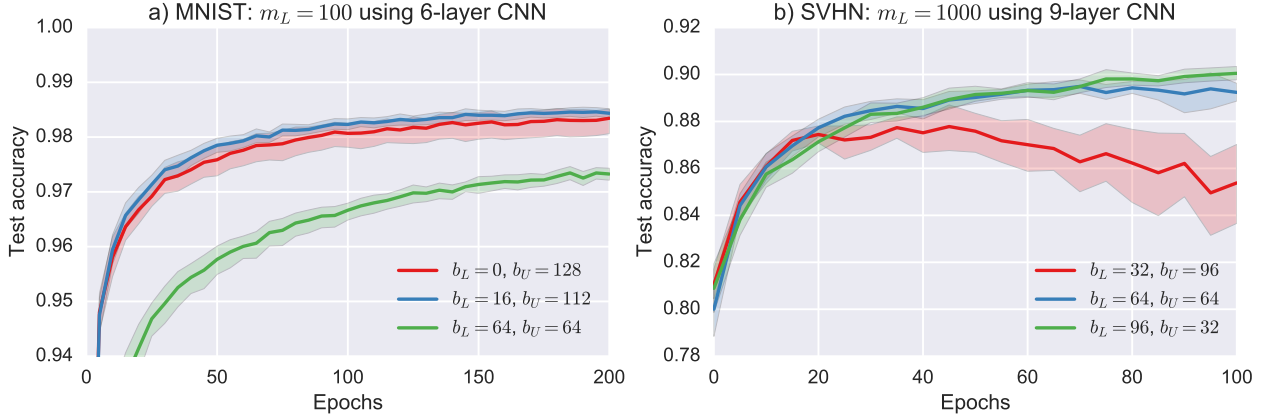 a) MNIST: m_L = 100 using 6-layer CNN
1.00
0.99
0.98
0.97
0.96
0.95
0.94
Test accuracy
0 50 100 150 200
Epochs
b_L = 0, b_U = 128
b_L = 16, b_U = 112
b_L = 64, b_U = 64
b) SVHN: m_L = 1000 using 9-layer CNN
0.92
0.90
0.88
0.86
0.84
0.82
0.80
0.78
Test accuracy
0 20 40 60 80 100
Epochs
b_L = 32, b_U = 96
b_L = 64, b_U = 64
b_L = 96, b_U = 32